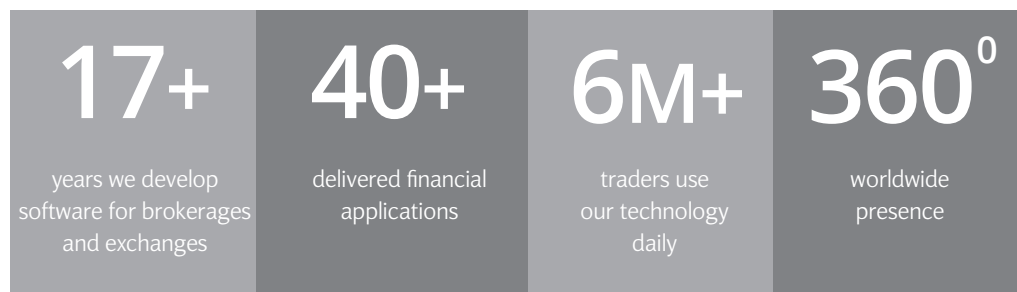 17+
years we develop
software for brokerages
and exchanges
40+
delivered financial
applications
6M+
traders use
our technology
daily
360⁰
worldwide
presence